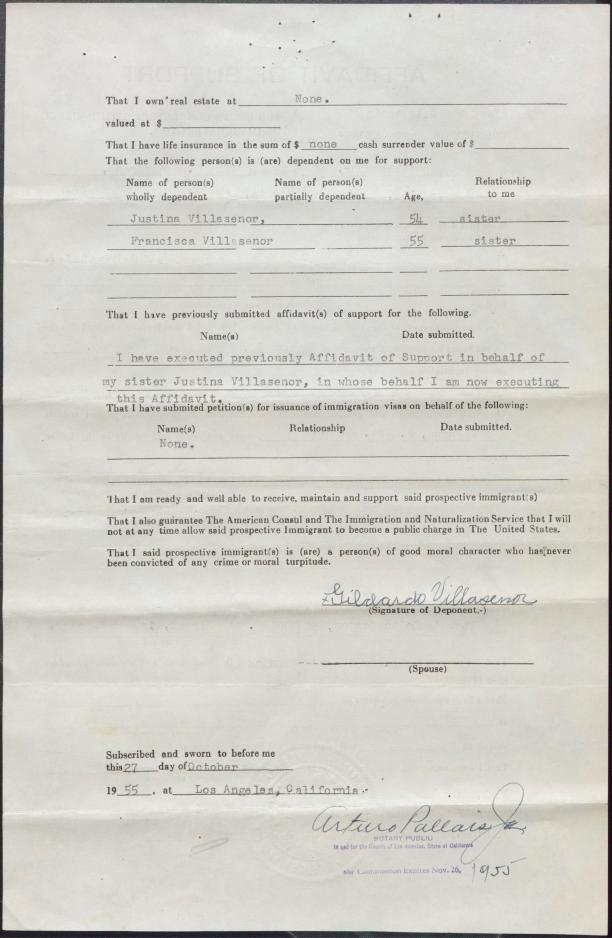 That I own real estate at None.
valued at $
That I have life insurance in the sum of $ none cash surrender value of $
That the following person(s) is (are) dependent on me for support:
Name of person(s) Name of person(s) Relationship
wholly dependent partially dependent Age, to me
Justina Villasenor, 54 sister
Francisca Villasenor 55 sister
That I have previously submitted affidavit(s) of support for the following.
Name(s) Date submitted.
I have executed previously Affidavit of Support in behalf of
my sister Justina Villasenor, in whose behalf I am now executing
this Affidavit.
That I have submited petition(s) for issuance of immigration visas on behalf of the following:
Name(s) Relationship Date submitted.
None.
That I am ready and well able to receive, maintain and support said prospective immigrant(s)
That I also guarantee The American Consul and The Immigration and Naturalization Service that I will
not at any time allow said prospective Immigrant to become a public charge in The United States.
That I said prospective immigrant(s) is (are) a person(s) of good moral character who has never
been convicted of any crime or moral turpitude.
Gildardo Villasenor
(Signature of Deponent.-)
(Spouse)
Subscribed and sworn to before me
this 27 day of October
19 55 , at Los Angeles, California.-
Arturo Pallais Jr.
NOTARY PUBLIC
In and for the County of Los Angeles, State of California
My Commission Expires Nov. 26, 1955